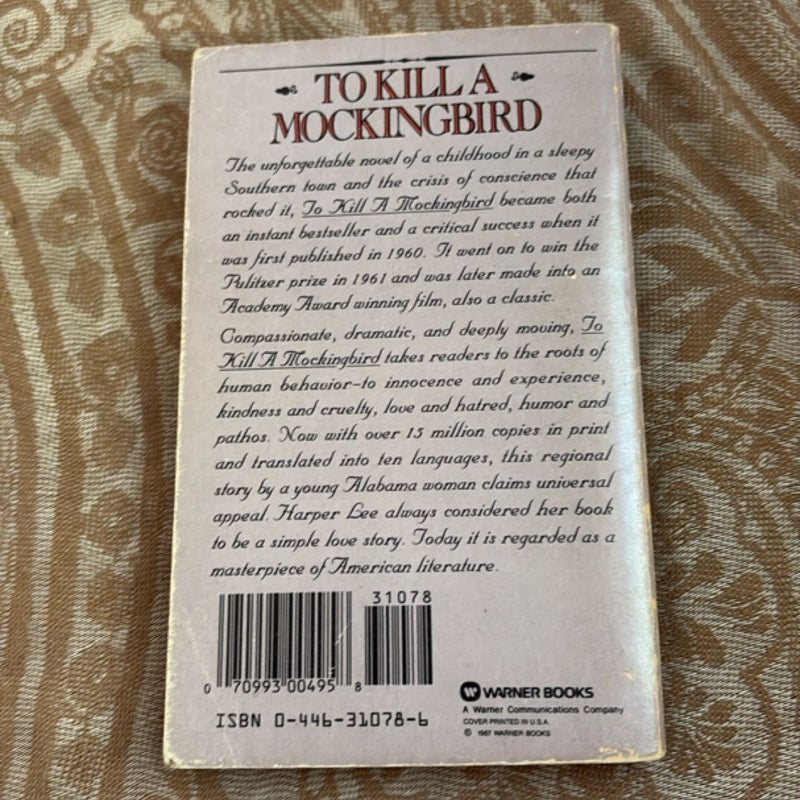 TO KILL A
MOCKINGBIRD
The unforgettable novel of a childhood in a sleepy
Southern town and the crisis of conscience that
rocked it, To Kill A Mockingbird became both
an instant bestseller and a critical success when it
was first published in 1960. It went on to win the
Pulitzer prize in 1961 and was later made into an
Academy Award winning film, also a classic.
Compassionate, dramatic, and deeply moving, To
Kill A Mockingbird takes readers to the roots of
human behavior–to innocence and experience,
kindness and cruelty, love and hatred, humor and
pathos. Now with over 15 million copies in print
and translated into ten languages, this regional
story by a young Alabama woman claims universal
appeal. Harper Lee always considered her book
to be a simple love story. Today it is regarded as a
masterpiece of American literature.
31078
0 70993 00495 8
ISBN 0-446-31078-6
WARNER BOOKS
A Warner Communications Company
COVER PRINTED IN U.S.A.
© 1987 WARNER BOOKS